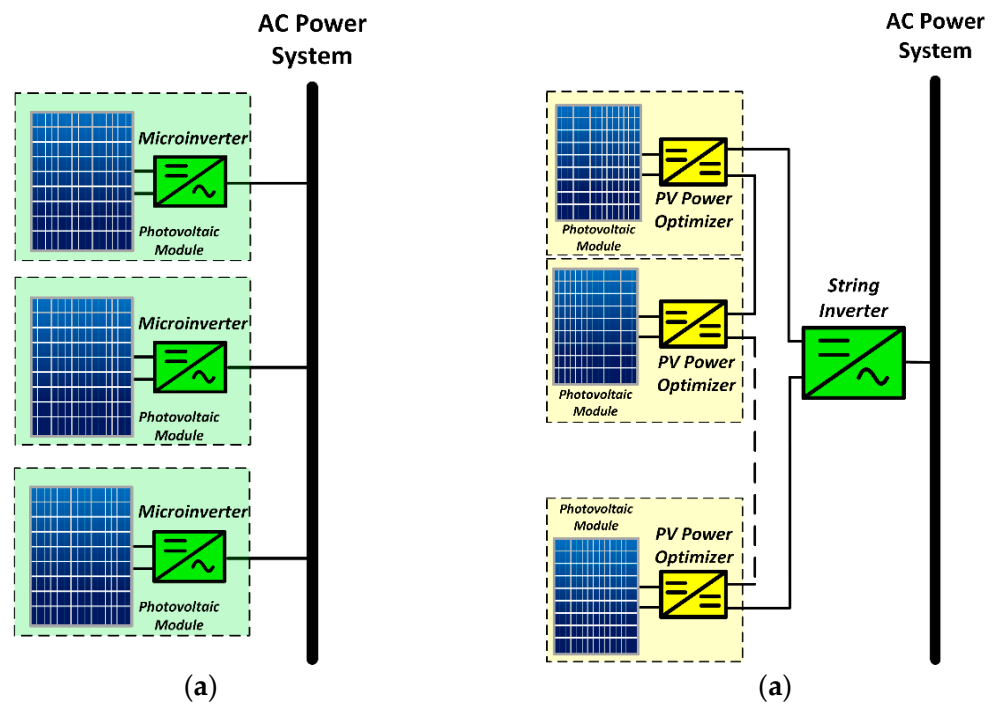 AC Power
System
Microinverter
Photovoltaic
Module
Microinverter
Photovoltaic
Module
Microinverter
Photovoltaic
Module
(a)
AC Power
System
PV Power
Optimizer
Photovoltaic
Module
PV Power
Optimizer
Photovoltaic
Module
String
Inverter
Photovoltaic
Module
PV Power
Optimizer
(a)